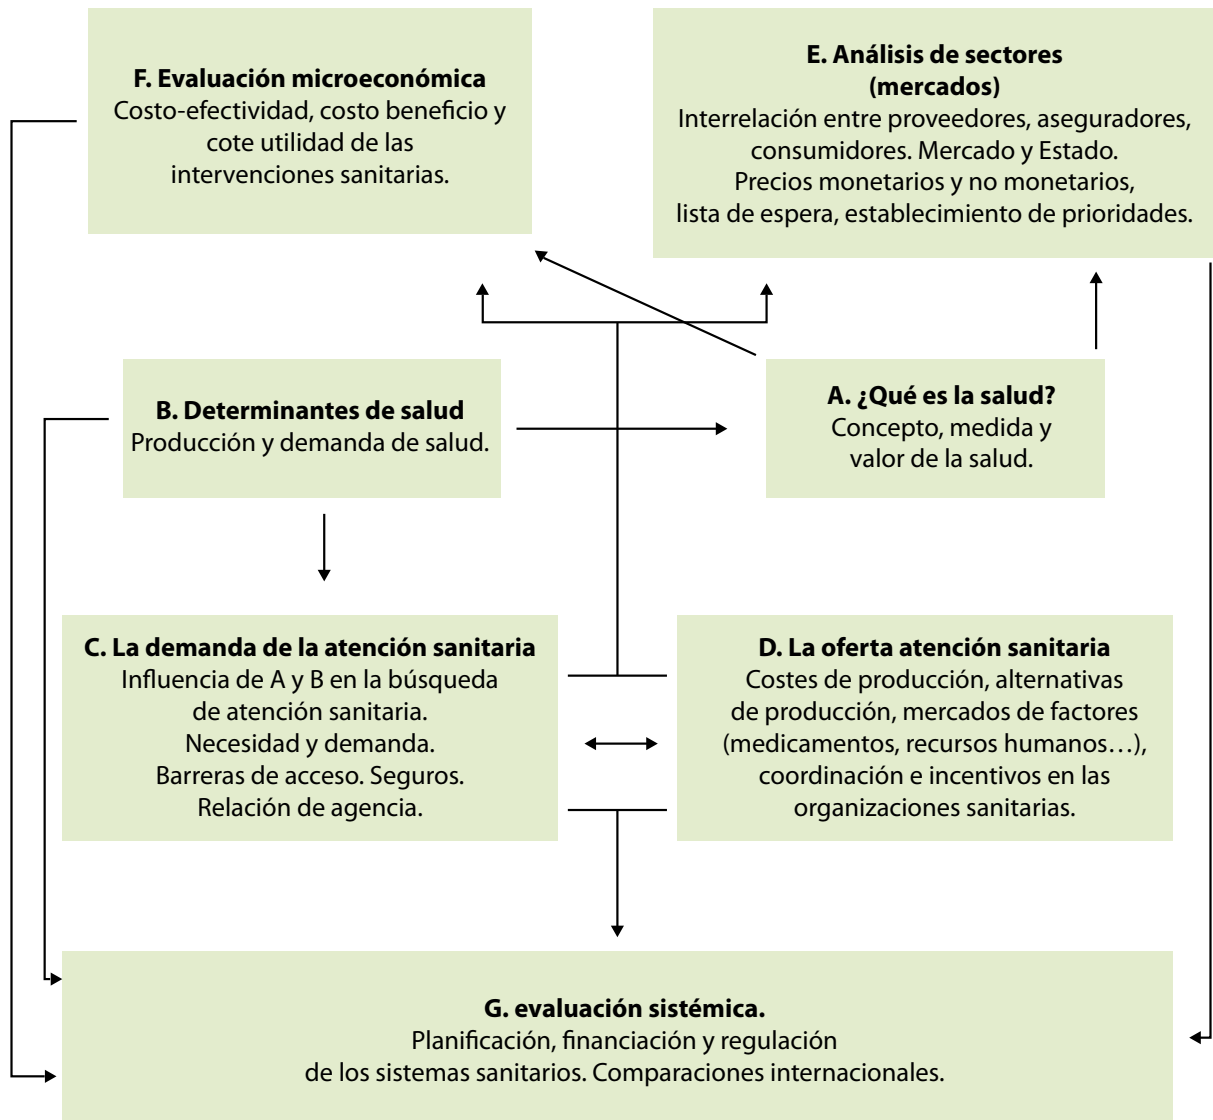 F. Evaluación microeconómica
Costo-efectividad, costo beneficio y
cote utilidad de las
intervenciones sanitarias.
E. Análisis de sectores
(mercados)
Interrelación entre proveedores, aseguradores,
consumidores. Mercado y Estado.
Precios monetarios y no monetarios,
lista de espera, establecimiento de prioridades.
B. Determinantes de salud
Producción y demanda de salud.
A. ¿Qué es la salud?
Concepto, medida y
valor de la salud.
C. La demanda de la atención sanitaria
Influencia de A y B en la búsqueda
de atención sanitaria.
Necesidad y demanda.
Barreras de acceso. Seguros.
Relación de agencia.
D. La oferta atención sanitaria
Costes de producción, alternativas
de producción, mercados de factores
(medicamentos, recursos humanos…),
coordinación e incentivos en las
organizaciones sanitarias.
G. evaluación sistémica.
Planificación, financiación y regulación
de los sistemas sanitarios. Comparaciones internacionales.